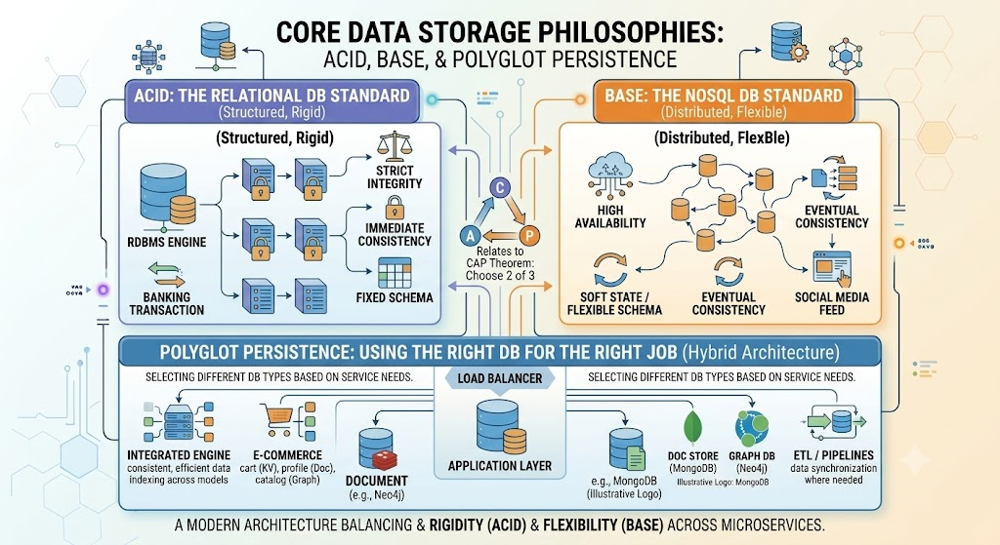 CORE DATA STORAGE PHILOSOPHIES:
ACID, BASE, & POLYGLOT PERSISTENCE
ACID: THE RELATIONAL DB STANDARD
(Structured, Rigid)
(Structured, Rigid)
RDBMS ENGINE
BANKING
TRANSACTION
STRICT
INTEGRITY
IMMEDIATE
CONSISTENCY
FIXED SCHEMA
C
A
P
Relates to
CAP Theorem:
Choose 2 of 3
BASE: THE NOSQL DB STANDARD
(Distributed, Flexible)
(Distributed, FlexBle)
HIGH
AVAILABILITY
EVENTUAL
CONSISTENCY
SOFT STATE /
FLEXIBLE SCHEMA
EVENTUAL
CONSISTENCY
SOCIAL MEDIA
FEED
POLYGLOT PERSISTENCE: USING THE RIGHT DB FOR THE RIGHT JOB (Hybrid Architecture)
SELECTING DIFFERENT DB TYPES BASED ON SERVICE NEEDS.
LOAD BALANCER
SELECTING DIFFERENT DB TYPES BASED ON SERVICE NEEDS.
INTEGRATED ENGINE
consistent, efficient data
indexing across models
E-COMMERCE
cart (KV), profile (Doc),
catalog (Graph)
DOCUMENT
(e.g., Neo4j)
APPLICATION LAYER
e.g., MongoDB
(Illustrative Logo)
DOC STORE
(MongoDB)
Illustrative Logo: MongoDB
GRAPH DB
(Neo4j)
ETL / PIPELINES
data synchronization
where needed
A MODERN ARCHITECTURE BALANCING & RIGIDITY (ACID) & FLEXIBILITY (BASE) ACROSS MICROSERVICES.